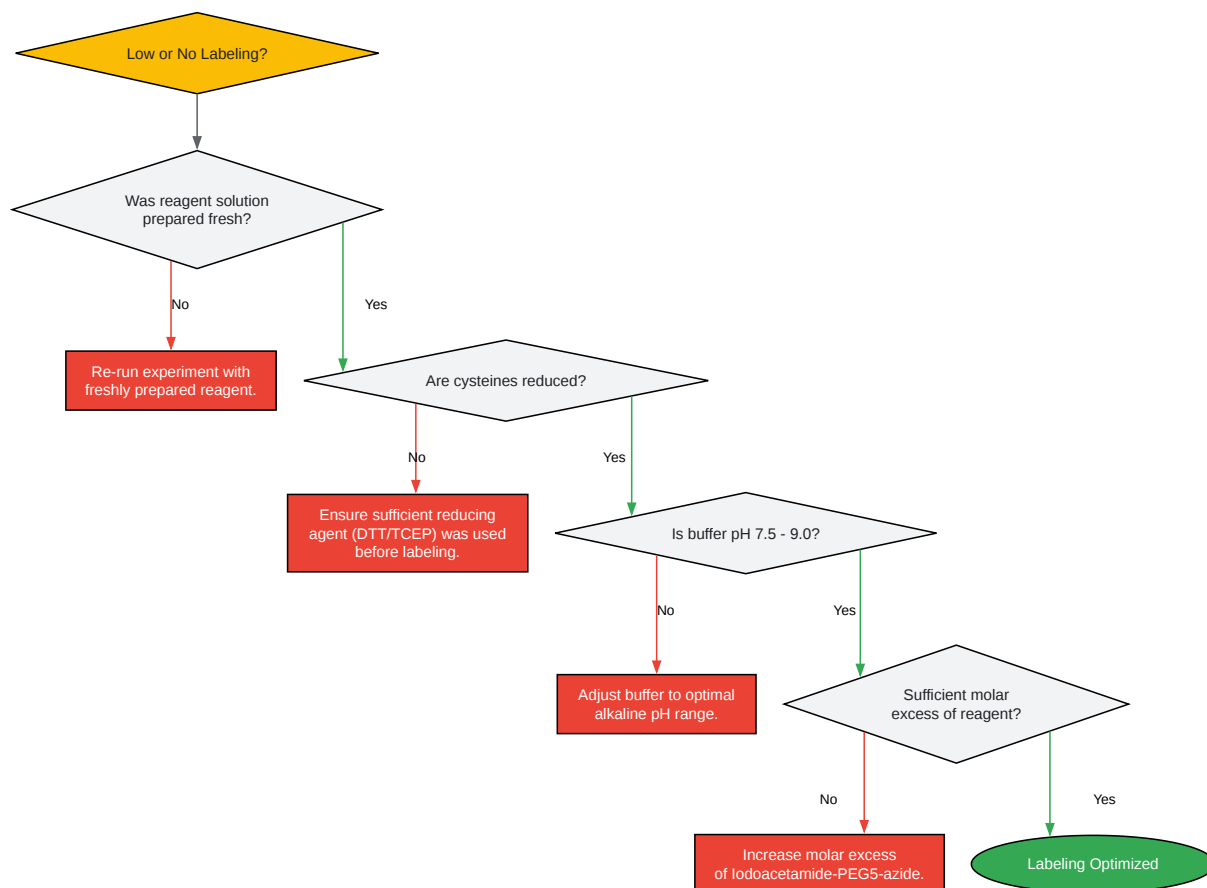 Low or No Labeling?
Was reagent solution
prepared fresh?
No
Yes
Re-run experiment with
freshly prepared reagent.
Are cysteines reduced?
No
Yes
Ensure sufficient reducing
agent (DTT/TCEP) was used
before labeling.
Is buffer pH 7.5 - 9.0?
No
Yes
Adjust buffer to optimal
alkaline pH range.
Sufficient molar
excess of reagent?
No
Yes
Increase molar excess
of Iodoacetamide-PEG5-azide.
Labeling Optimized